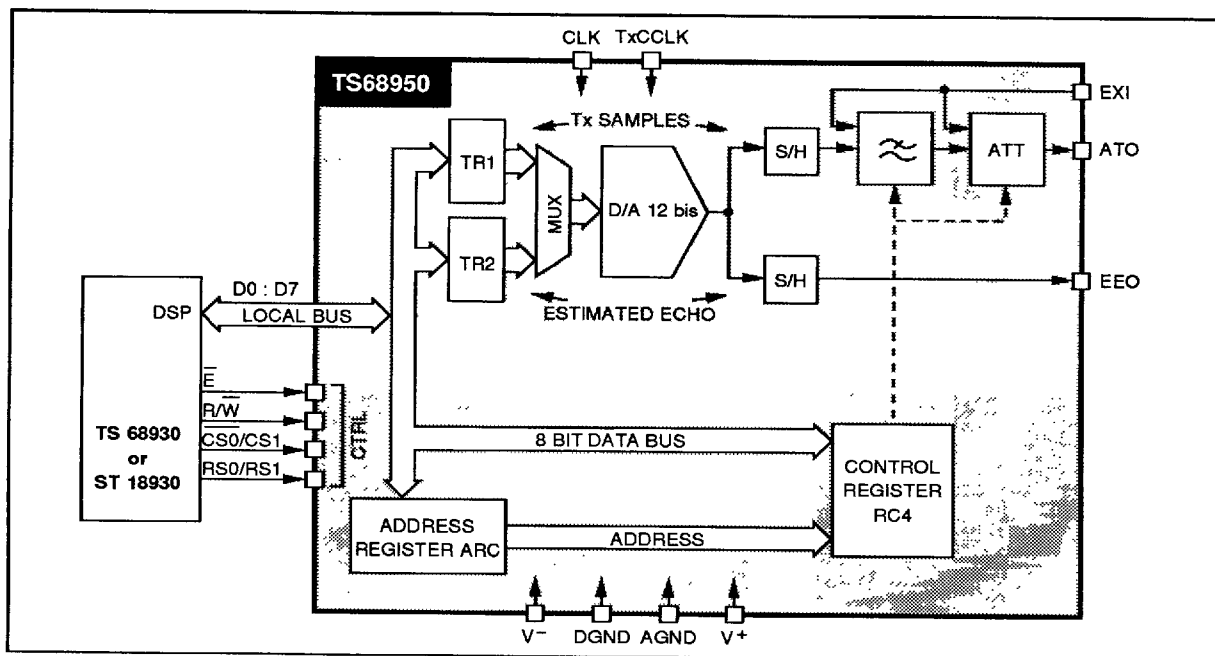 CLK TxCCLK
TS68950
EXI
Tx SAMPLES
TR1
MUX
D/A 12 bis
S/H
ATT
ATO
TR2
S/H
EEO
ESTIMATED ECHO
D0 : D7
DSP
LOCAL BUS
E̅
R/W̅
C̅S̅0̅/CS1
RS0/RS1
CTRL
TS 68930
or
ST 18930
8 BIT DATA BUS
CONTROL
REGISTER
RC4
ADDRESS
REGISTER ARC
ADDRESS
V− DGND AGND V+